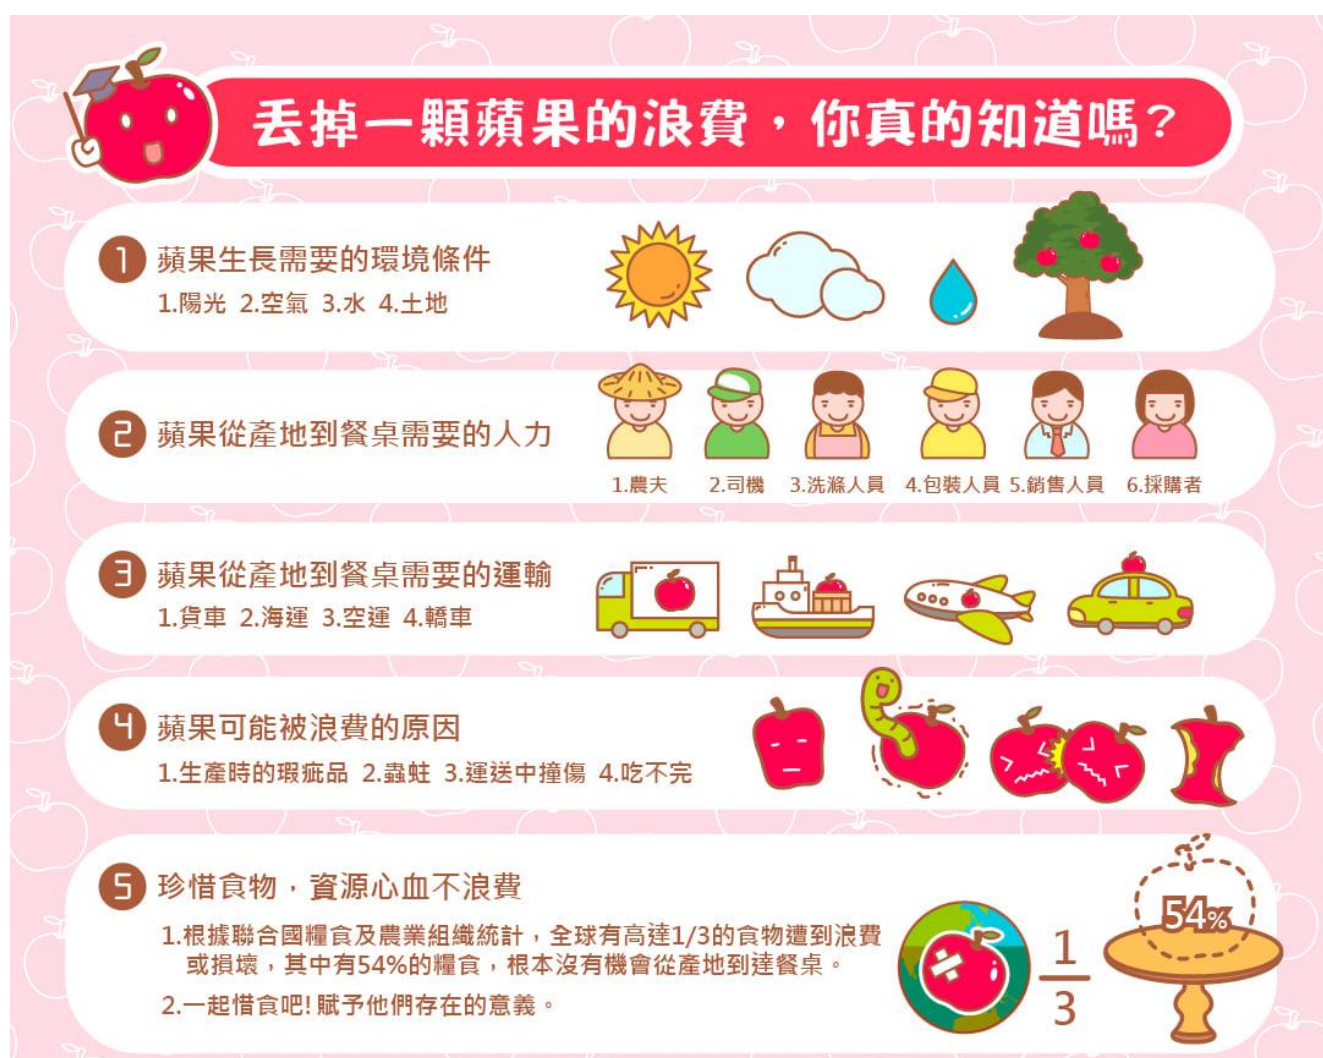 丟掉一顆蘋果的浪費，你真的知道嗎？
1 蘋果生長需要的環境條件
1.陽光 2.空氣 3.水 4.土地
2 蘋果從產地到餐桌需要的人力
1.農夫 2.司機 3.洗滌人員 4.包裝人員 5.銷售人員 6.採購者
3 蘋果從產地到餐桌需要的運輸
1.貨車 2.海運 3.空運 4.轎車
4 蘋果可能被浪費的原因
1.生產時的瑕疵品 2.蟲蛀 3.運送中撞傷 4.吃不完
5 珍惜食物，資源心血不浪費
1.根據聯合國糧食及農業組織統計，全球有高達1/3的食物遭到浪費
或損壞，其中有54%的糧食，根本沒有機會從產地到達餐桌。
2.一起惜食吧!賦予他們存在的意義。
1
3
54%